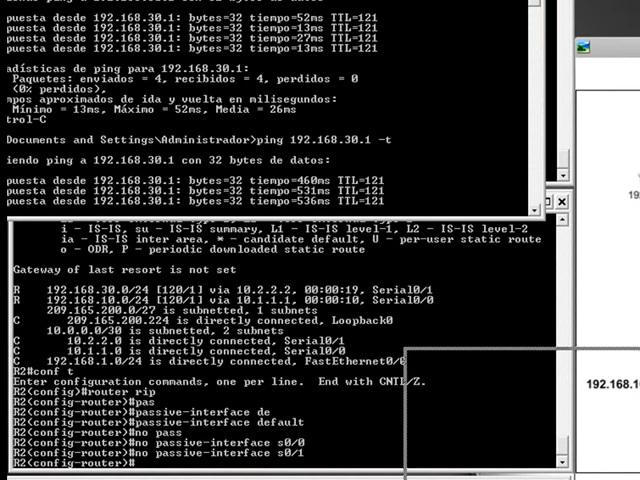 puesta desde 192.168.30.1: bytes=32 tiempo=52ms TTL=121
puesta desde 192.168.30.1: bytes=32 tiempo=13ms TTL=121
puesta desde 192.168.30.1: bytes=32 tiempo=27ms TTL=121
puesta desde 192.168.30.1: bytes=32 tiempo=13ms TTL=121
adísticas de ping para 192.168.30.1:
Paquetes: enviados = 4, recibidos = 4, perdidos = 0
(0% perdidos),
mpos aproximados de ida y vuelta en milisegundos:
Mínimo = 13ms, Máximo = 52ms, Media = 26ms
trol-C
Documents and Settings\Administrador>ping 192.168.30.1 -t
iendo ping a 192.168.30.1 con 32 bytes de datos:
puesta desde 192.168.30.1: bytes=32 tiempo=460ms TTL=121
puesta desde 192.168.30.1: bytes=32 tiempo=531ms TTL=121
puesta desde 192.168.30.1: bytes=32 tiempo=536ms TTL=121
i - IS-IS, su - IS-IS summary, L1 - IS-IS level-1, L2 - IS-IS level-2
ia - IS-IS inter area, * - candidate default, U - per-user static route
o - ODR, P - periodic downloaded static route
Gateway of last resort is not set
R 192.168.30.0/24 [120/1] via 10.2.2.2, 00:00:19, Serial0/1
R 192.168.10.0/24 [120/1] via 10.1.1.1, 00:00:10, Serial0/0
209.165.200.0/27 is subnetted, 1 subnets
C 209.165.200.224 is directly connected, Loopback0
10.0.0.0/30 is subnetted, 2 subnets
C 10.2.2.0 is directly connected, Serial0/1
C 10.1.1.0 is directly connected, Serial0/0
C 192.168.1.0/24 is directly connected, FastEthernet0/0
R2#conf t
Enter configuration commands, one per line. End with CNTL/Z.
R2(config)#router rip
R2(config-router)#pas
R2(config-router)#passive-interface de
R2(config-router)#passive-interface default
R2(config-router)#no pass
R2(config-router)#no passive-interface s0/0
R2(config-router)#no passive-interface s0/1
R2(config-router)#
19
192.168.1